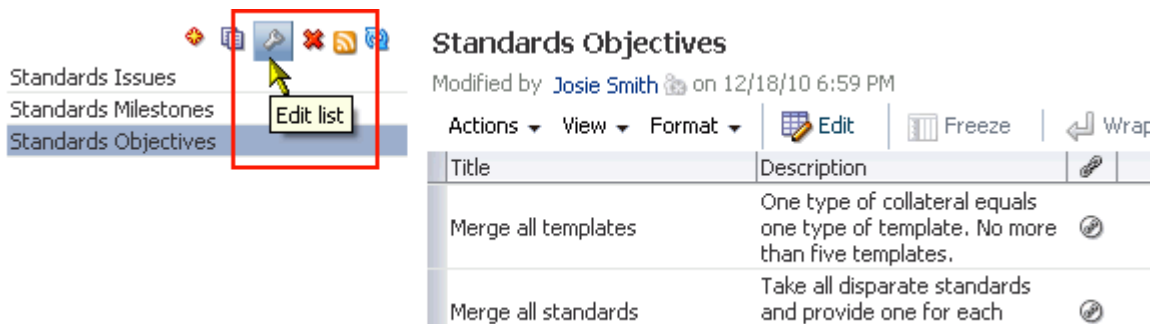 Standards Issues
Standards Milestones
Standards Objectives
Edit list
Standards Objectives
Modified by Josie Smith on 12/18/10 6:59 PM
Actions View Format Edit Freeze Wrap
Title Description
Merge all templates
One type of collateral equals
one type of template. No more
than five templates.
Merge all standards
Take all disparate standards
and provide one for each